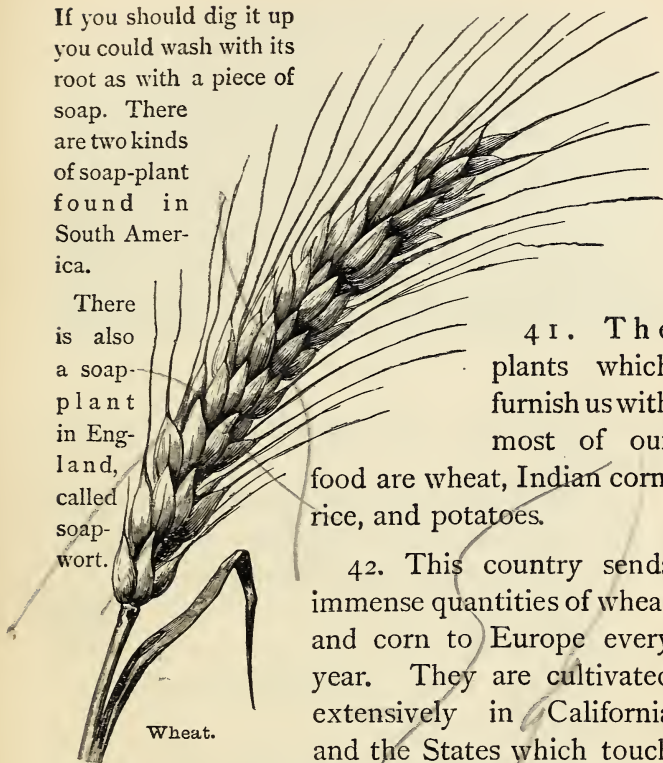 If you should dig it up
you could wash with its
root as with a piece of
soap. There
are two kinds
of soap-plant
found in
South Amer-
ica.
There
is also
a soap-
plant
in Eng-
land,
called
soap-
wort.
41. The
plants which
furnish us with
most of our
food are wheat, Indian corn,
rice, and potatoes.
42. This country sends
immense quantities of wheat
and corn to Europe every
year. They are cultivated
extensively in California
and the States which touch
Wheat.